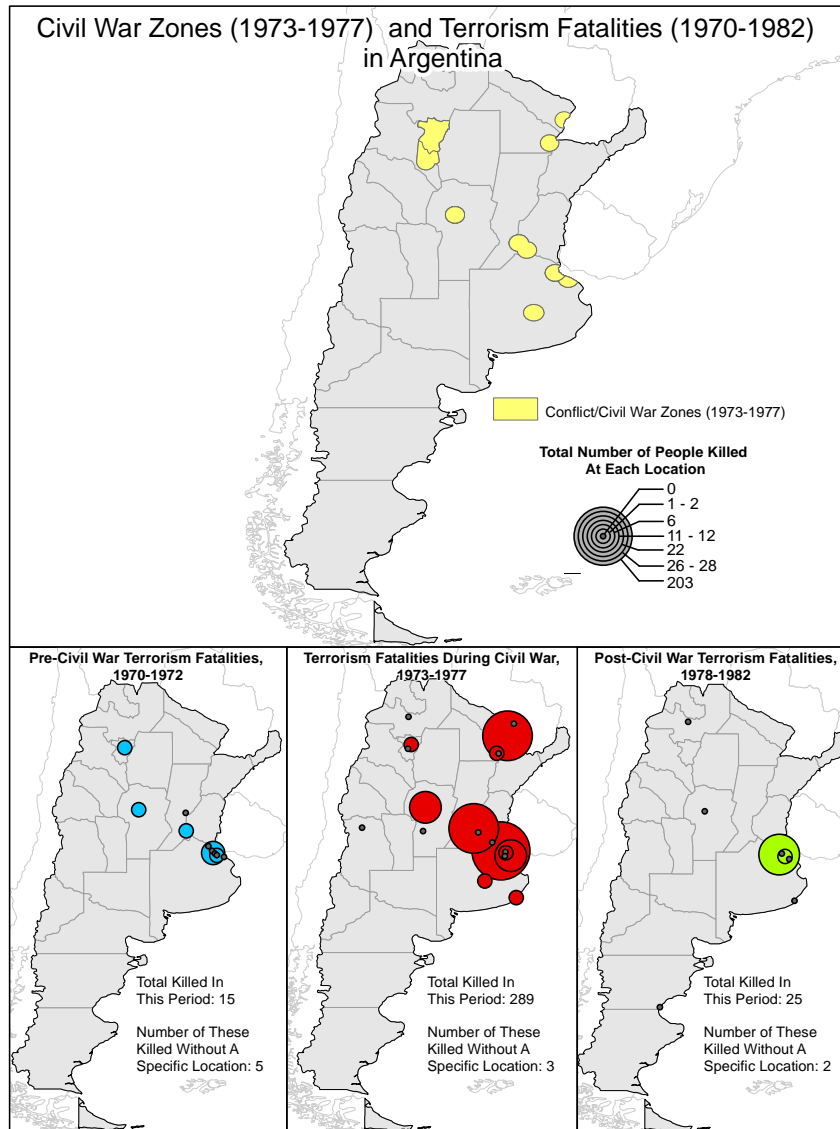 Civil War Zones (1973-1977) and Terrorism Fatalities (1970-1982)
in Argentina
Conflict/Civil War Zones (1973-1977)
Total Number of People Killed
At Each Location
0
1 - 2
6
11 - 12
22
26 - 28
203
Pre-Civil War Terrorism Fatalities,
1970-1972
Total Killed In
This Period: 15
Number of These
Killed Without A
Specific Location: 5
Terrorism Fatalities During Civil War,
1973-1977
Total Killed In
This Period: 289
Number of These
Killed Without A
Specific Location: 3
Post-Civil War Terrorism Fatalities,
1978-1982
Total Killed In
This Period: 25
Number of These
Killed Without A
Specific Location: 2